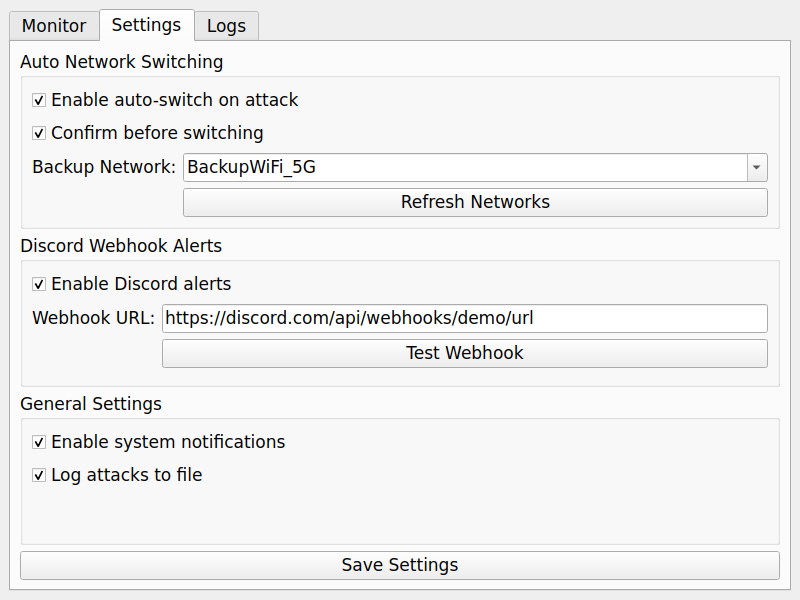 Monitor Settings Logs
Auto Network Switching
Enable auto-switch on attack
Confirm before switching
Backup Network: BackupWiFi_5G
Refresh Networks
Discord Webhook Alerts
Enable Discord alerts
Webhook URL: https://discord.com/api/webhooks/demo/url
Test Webhook
General Settings
Enable system notifications
Log attacks to file
Save Settings